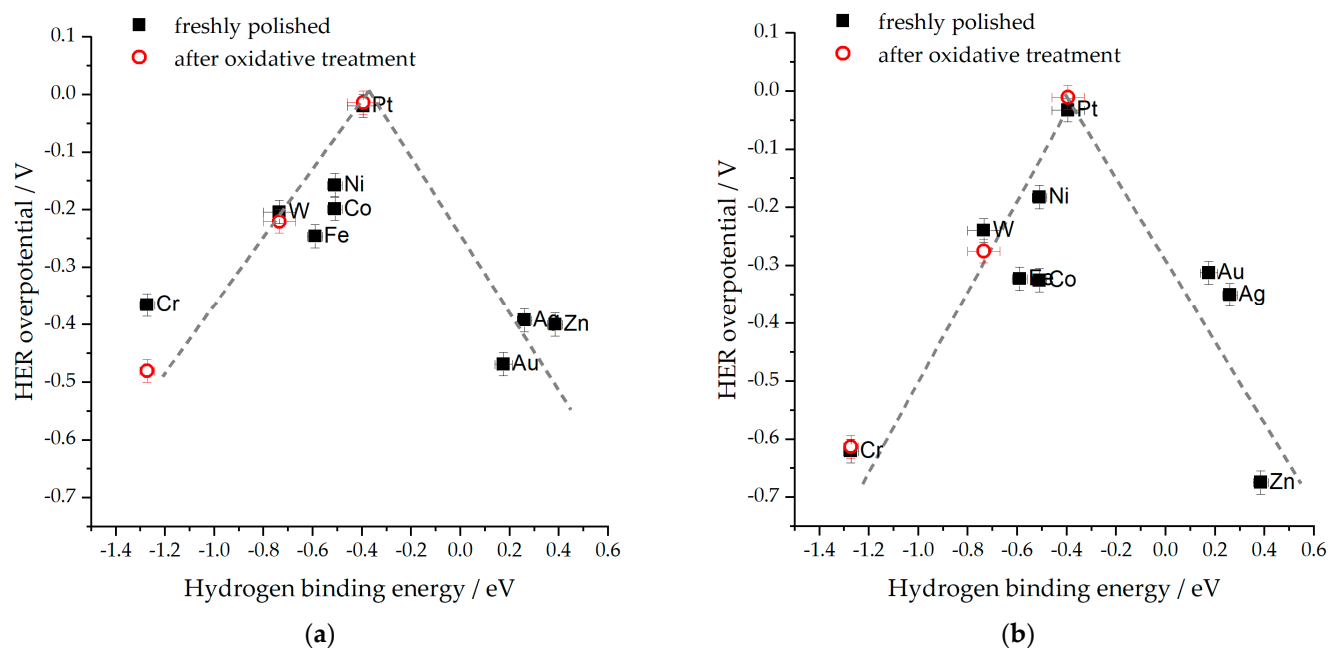 freshly polished
after oxidative treatment
0.1
0.0
-0.1
-0.2
-0.3
-0.4
-0.5
-0.6
-0.7
HER overpotential / V
Pt
Ni
W
Co
Fe
Cr
Ag
Zn
Au
-1.4 -1.2 -1.0 -0.8 -0.6 -0.4 -0.2 0.0 0.2 0.4 0.6
Hydrogen binding energy / eV
(a)
freshly polished
after oxidative treatment
0.1
0.0
-0.1
-0.2
-0.3
-0.4
-0.5
-0.6
-0.7
HER overpotential / V
Pt
Ni
W
Au
Fe
Co
Ag
Cr
Zn
-1.4 -1.2 -1.0 -0.8 -0.6 -0.4 -0.2 0.0 0.2 0.4 0.6
Hydrogen binding energy / eV
(b)